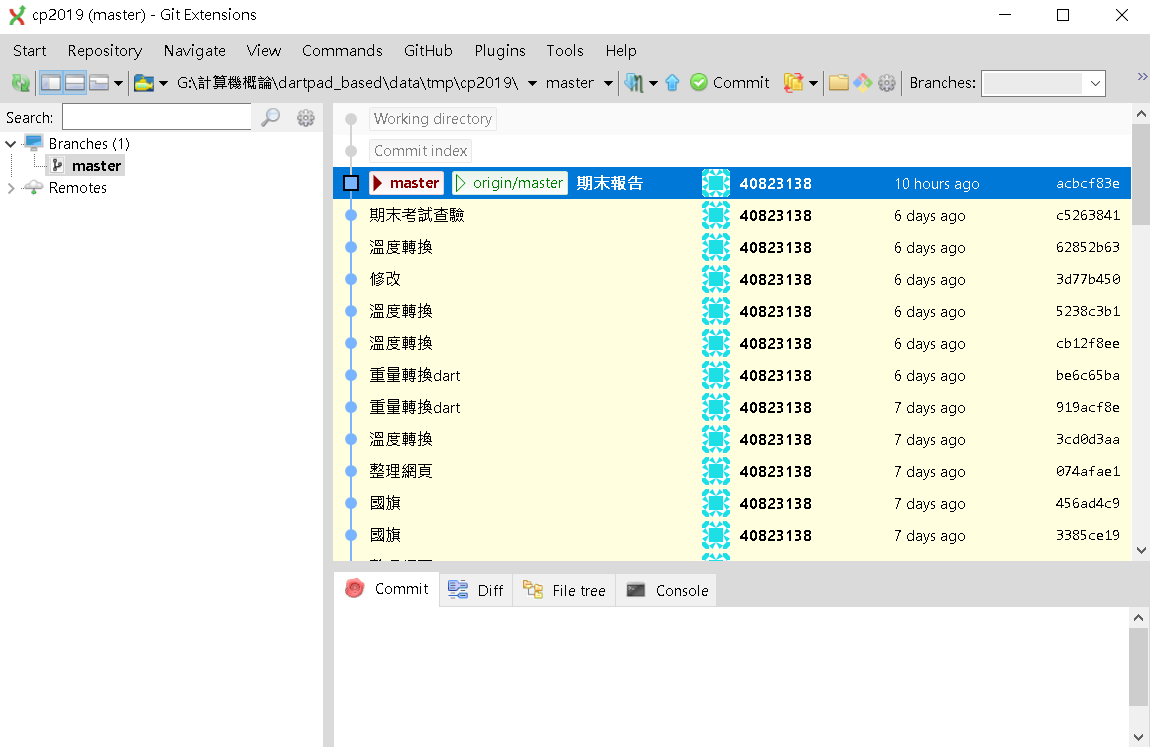 cp2019 (master) - Git Extensions
Start Repository Navigate View Commands GitHub Plugins Tools Help
G:\計算機概論\dartpad_based\data\tmp\cp2019\ master Commit Branches: »
Search:
Branches (1)
master
Remotes
Working directory
Commit index
master origin/master 期末報告 40823138 10 hours ago acbcf83e
期末考試查驗 40823138 6 days ago c5263841
溫度轉換 40823138 6 days ago 62852b63
修改 40823138 6 days ago 3d77b450
溫度轉換 40823138 6 days ago 5238c3b1
溫度轉換 40823138 6 days ago cb12f8ee
重量轉換dart 40823138 6 days ago be6c65ba
重量轉換dart 40823138 7 days ago 919acf8e
溫度轉換 40823138 7 days ago 3cd0d3aa
整理網頁 40823138 7 days ago 074afae1
國旗 40823138 7 days ago 456ad4c9
國旗 40823138 7 days ago 3385ce19
Commit Diff File tree Console